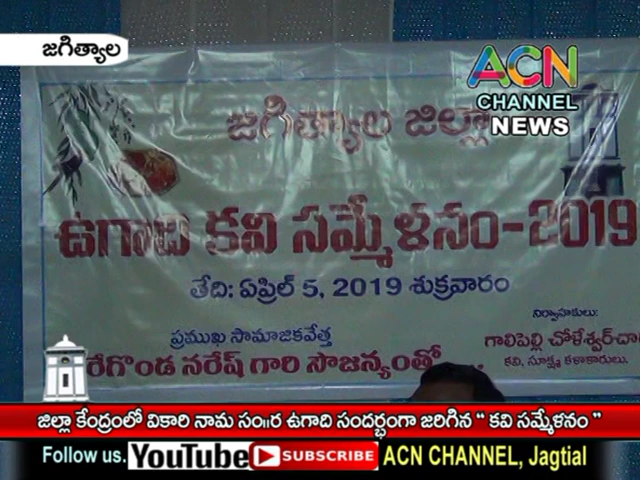 జగిత్యాల
ACN
CHANNEL
NEWS
జగిత్యాల జిల్లా
ఉగాది కవి సమ్మేళనం-2019
తేది: ఏప్రిల్ 5, 2019 శుక్రవారం
నిర్వాహకులు:
ప్రముఖ సామాజికవేత్త
గాలిపెల్లి చోళేశ్వర్
రేగొండ నరేష్ గారి సౌజన్యంతో....
కవి, సూక్ష్మ కళాకారులు.
జిల్లా కేంద్రంలో వికారి నామ సం॥ర ఉగాది సందర్భంగా జరిగిన “ కవి సమ్మేళనం ”
Follow us. YouTube SUBSCRIBE ACN CHANNEL, Jagtial